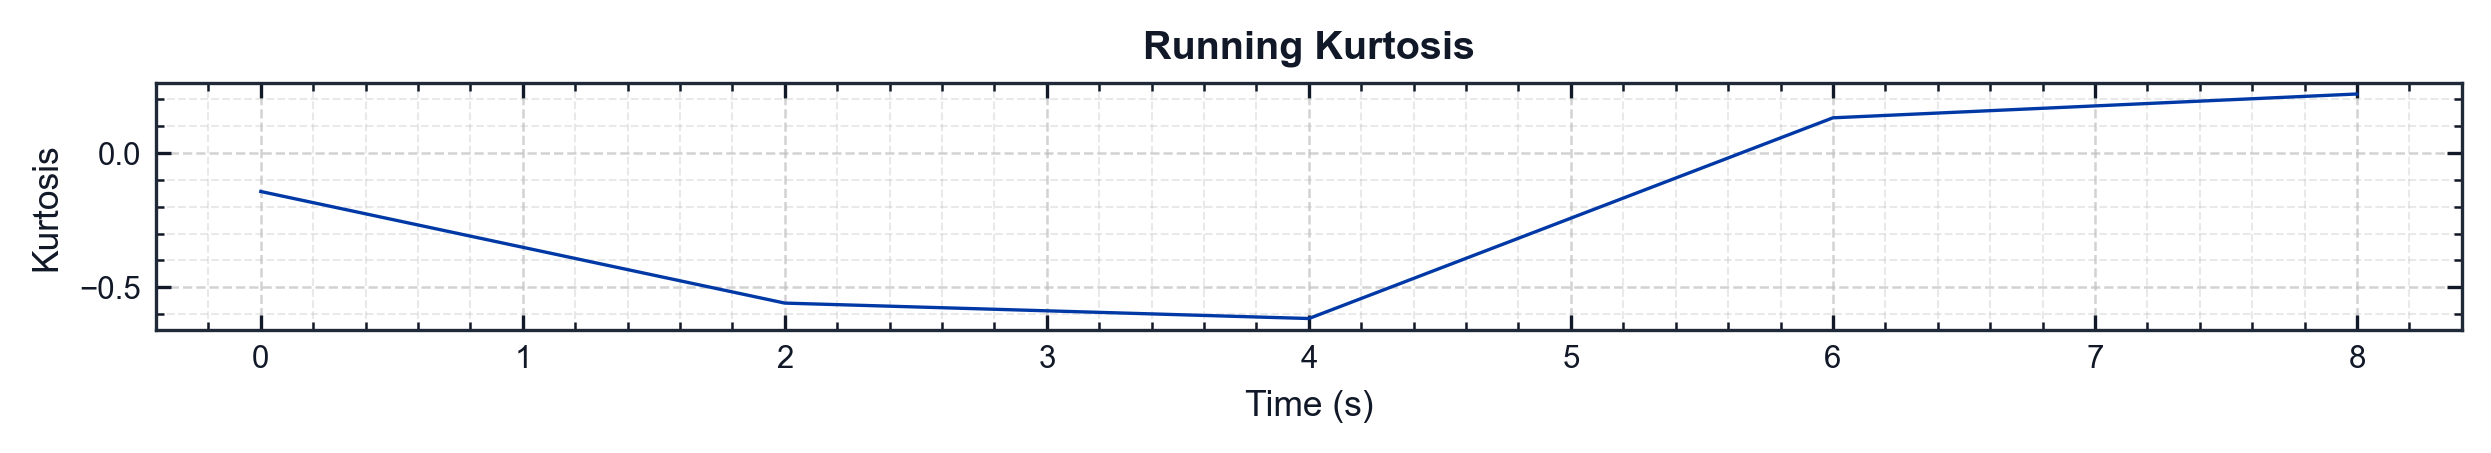 Running Kurtosis
Kurtosis
0.0
−0.5
0 1 2 3 4 5 6 7 8
Time (s)